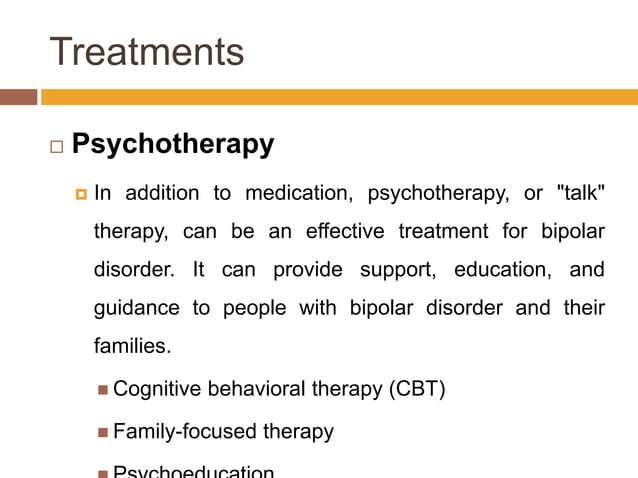 Treatments
Psychotherapy
In addition to medication, psychotherapy, or "talk"
therapy, can be an effective treatment for bipolar
disorder. It can provide support, education, and
guidance to people with bipolar disorder and their
families.
Cognitive behavioral therapy (CBT)
Family-focused therapy
Psychoeducation